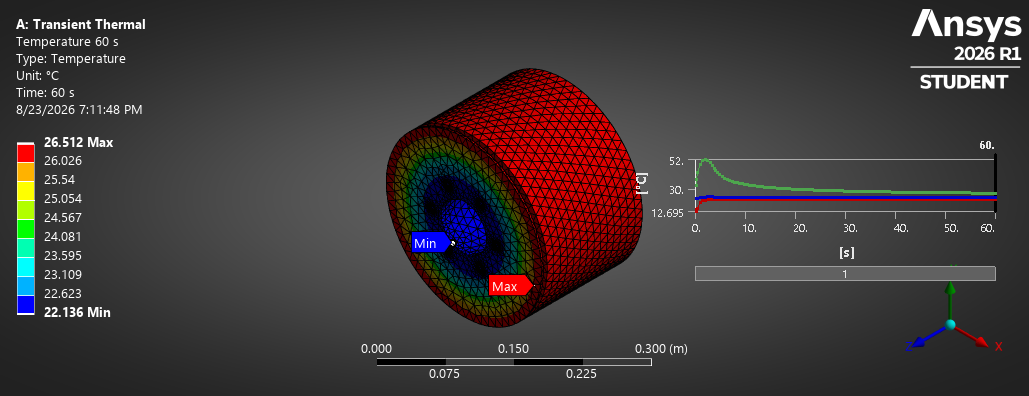 A: Transient Thermal
Temperature 60 s
Type: Temperature
Unit: °C
Time: 60 s
8/23/2026 7:11:48 PM
26.512 Max
26.026
25.54
25.054
24.567
24.081
23.595
23.109
22.623
22.136 Min
Min
Max
0.000 0.150 0.300 (m)
0.075 0.225
Ansys
2026 R1
STUDENT
60.
52.
30.
12.695
[°C]
0. 10. 20. 30. 40. 50. 60.
[s]
1
Z X